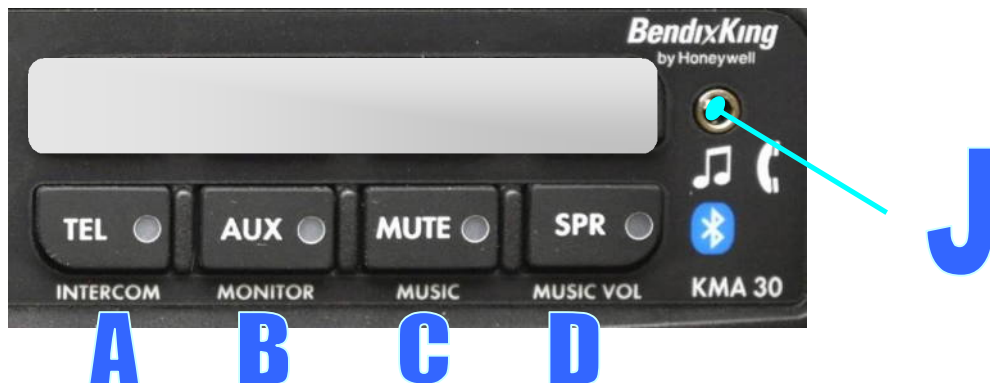 BendixKing
by Honeywell
J
TEL AUX MUTE SPR
INTERCOM MONITOR MUSIC MUSIC VOL KMA 30
A B C D